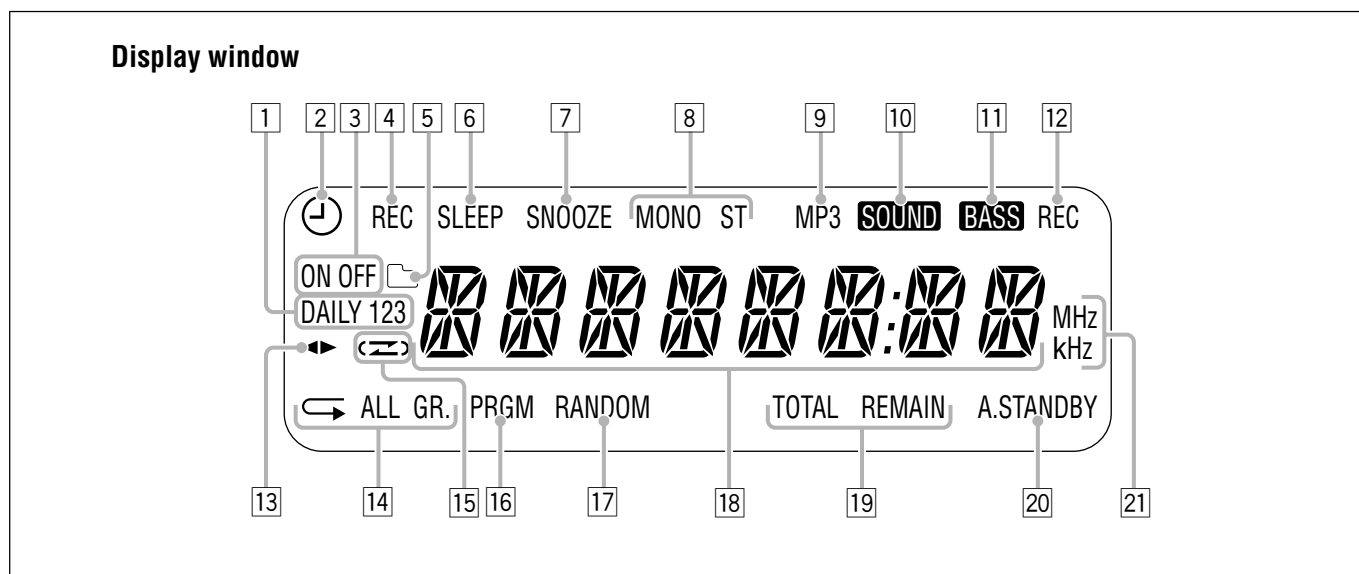 Display window
1 2 3 4 5 6 7 8 9 10 11 12
REC SLEEP SNOOZE MONO ST MP3 SOUND BASS REC
ON OFF
DAILY 123
MHz
kHz
ALL GR. PRGM RANDOM TOTAL REMAIN A.STANDBY
13 14 15 16 17 18 19 20 21